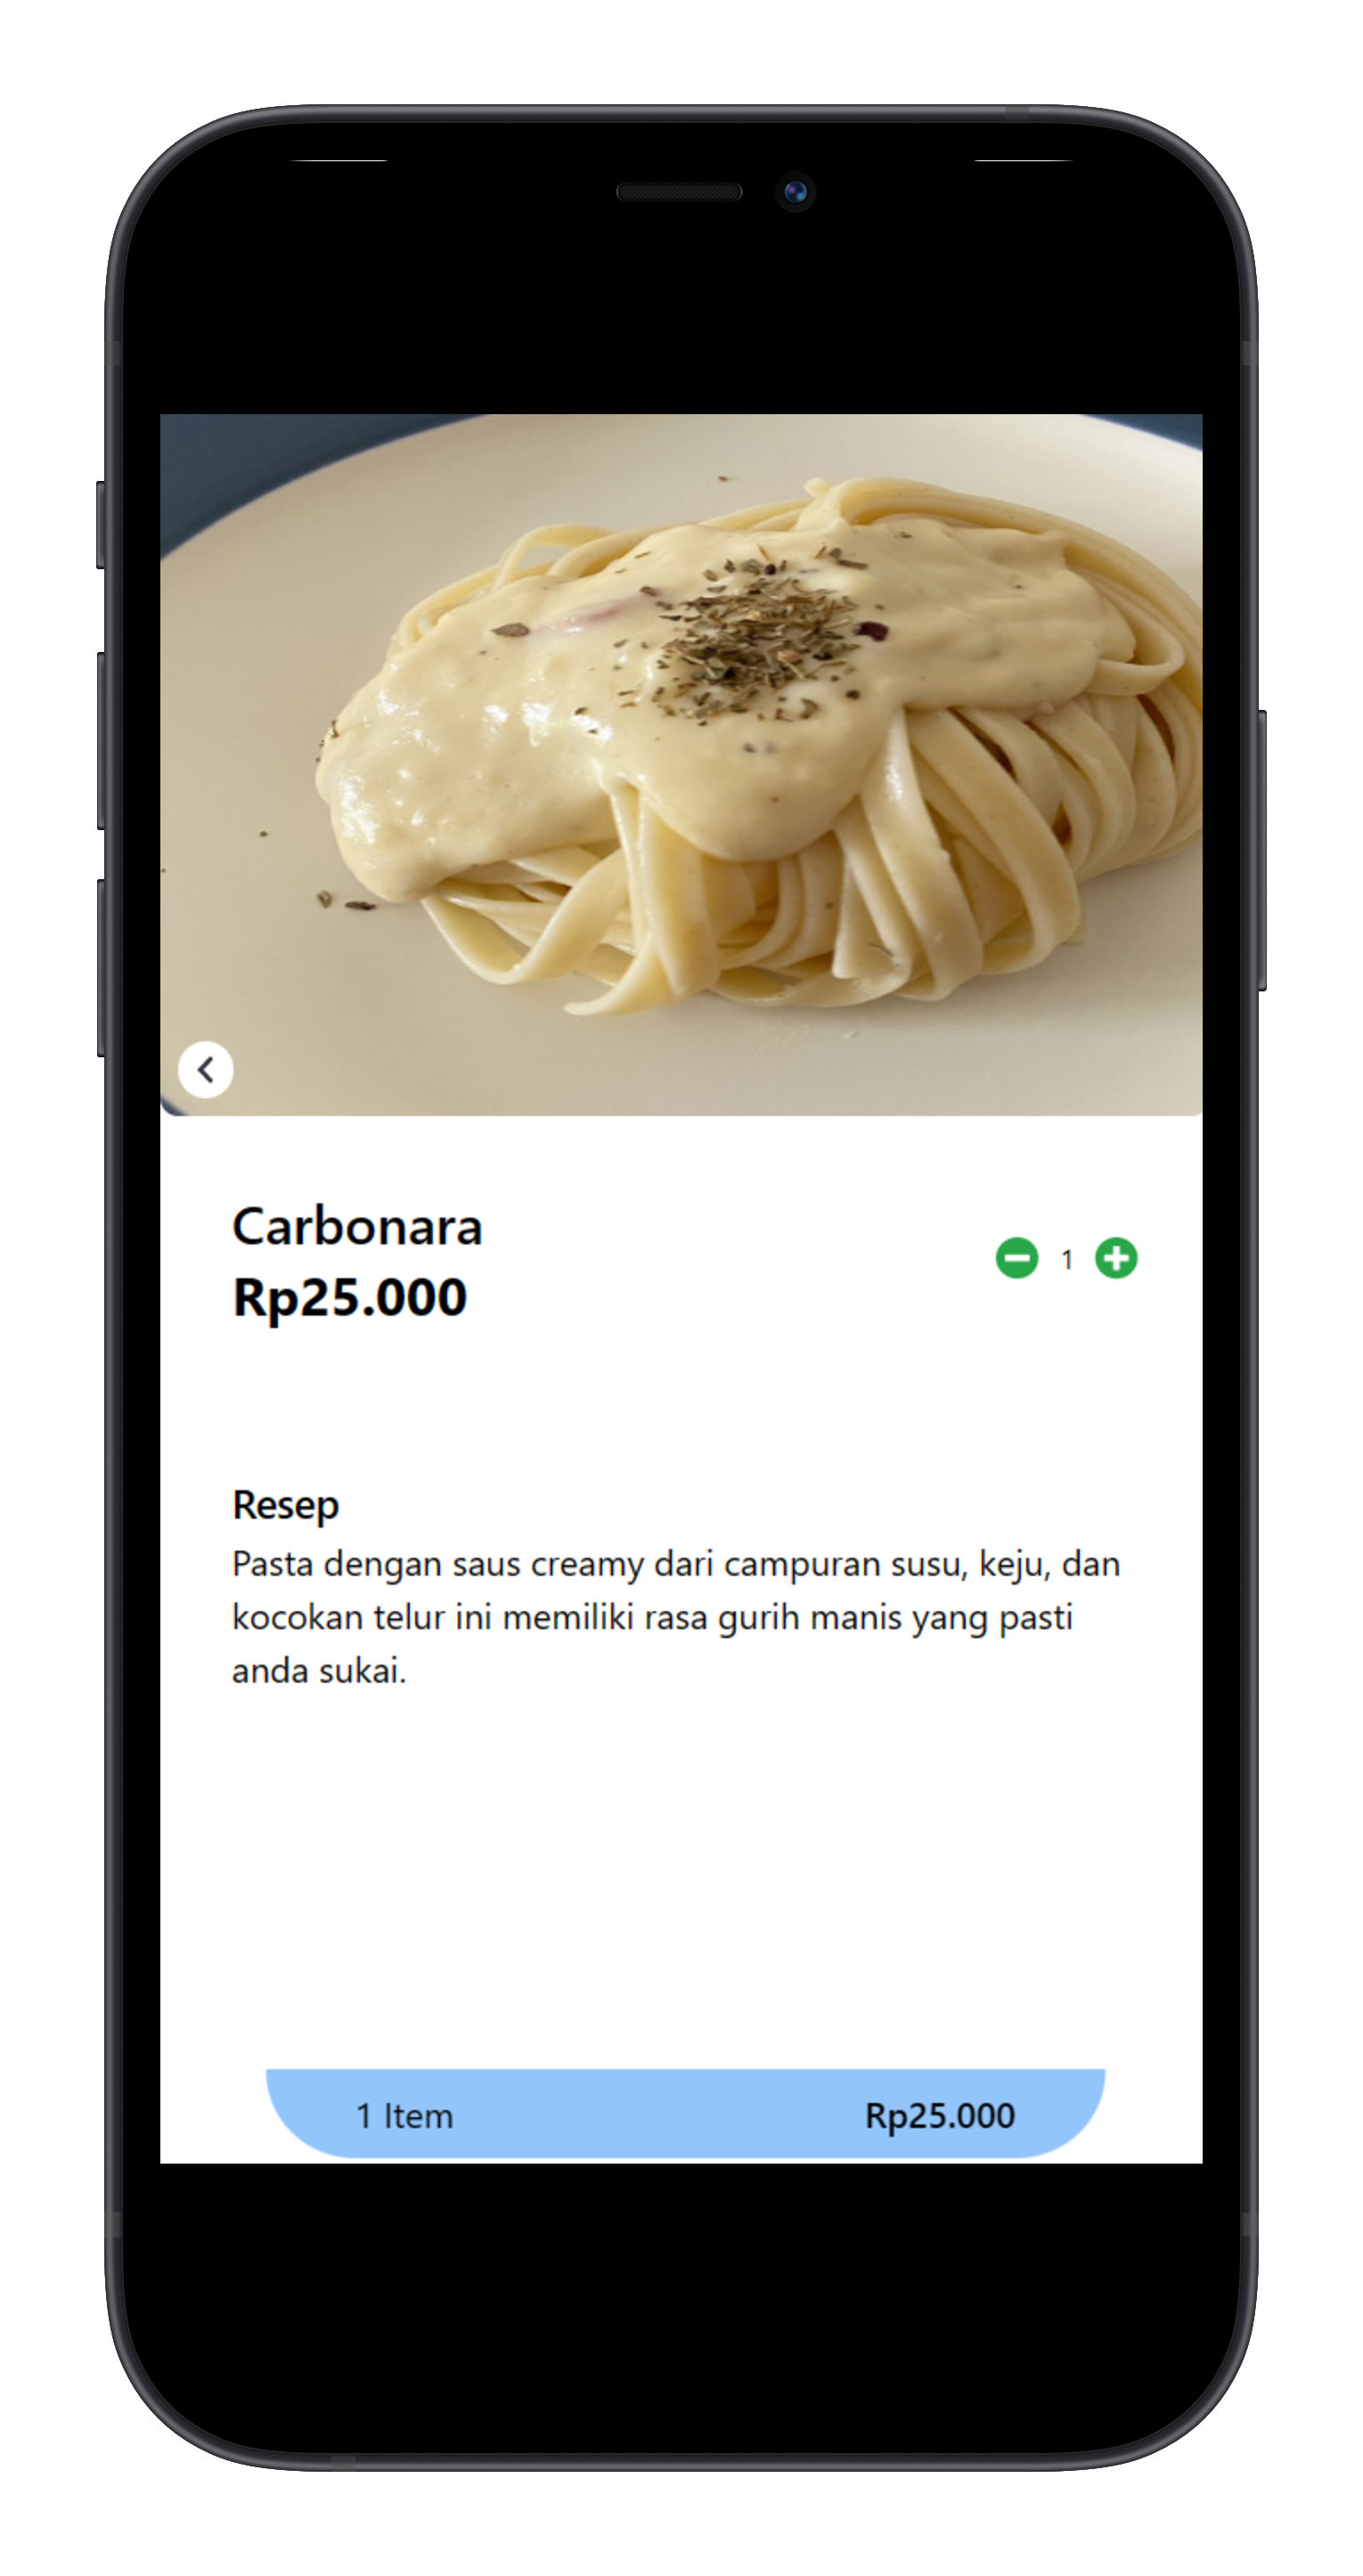 Carbonara
Rp25.000
1
Resep
Pasta dengan saus creamy dari campuran susu, keju, dan
kocokan telur ini memiliki rasa gurih manis yang pasti
anda sukai.
1 Item
Rp25.000